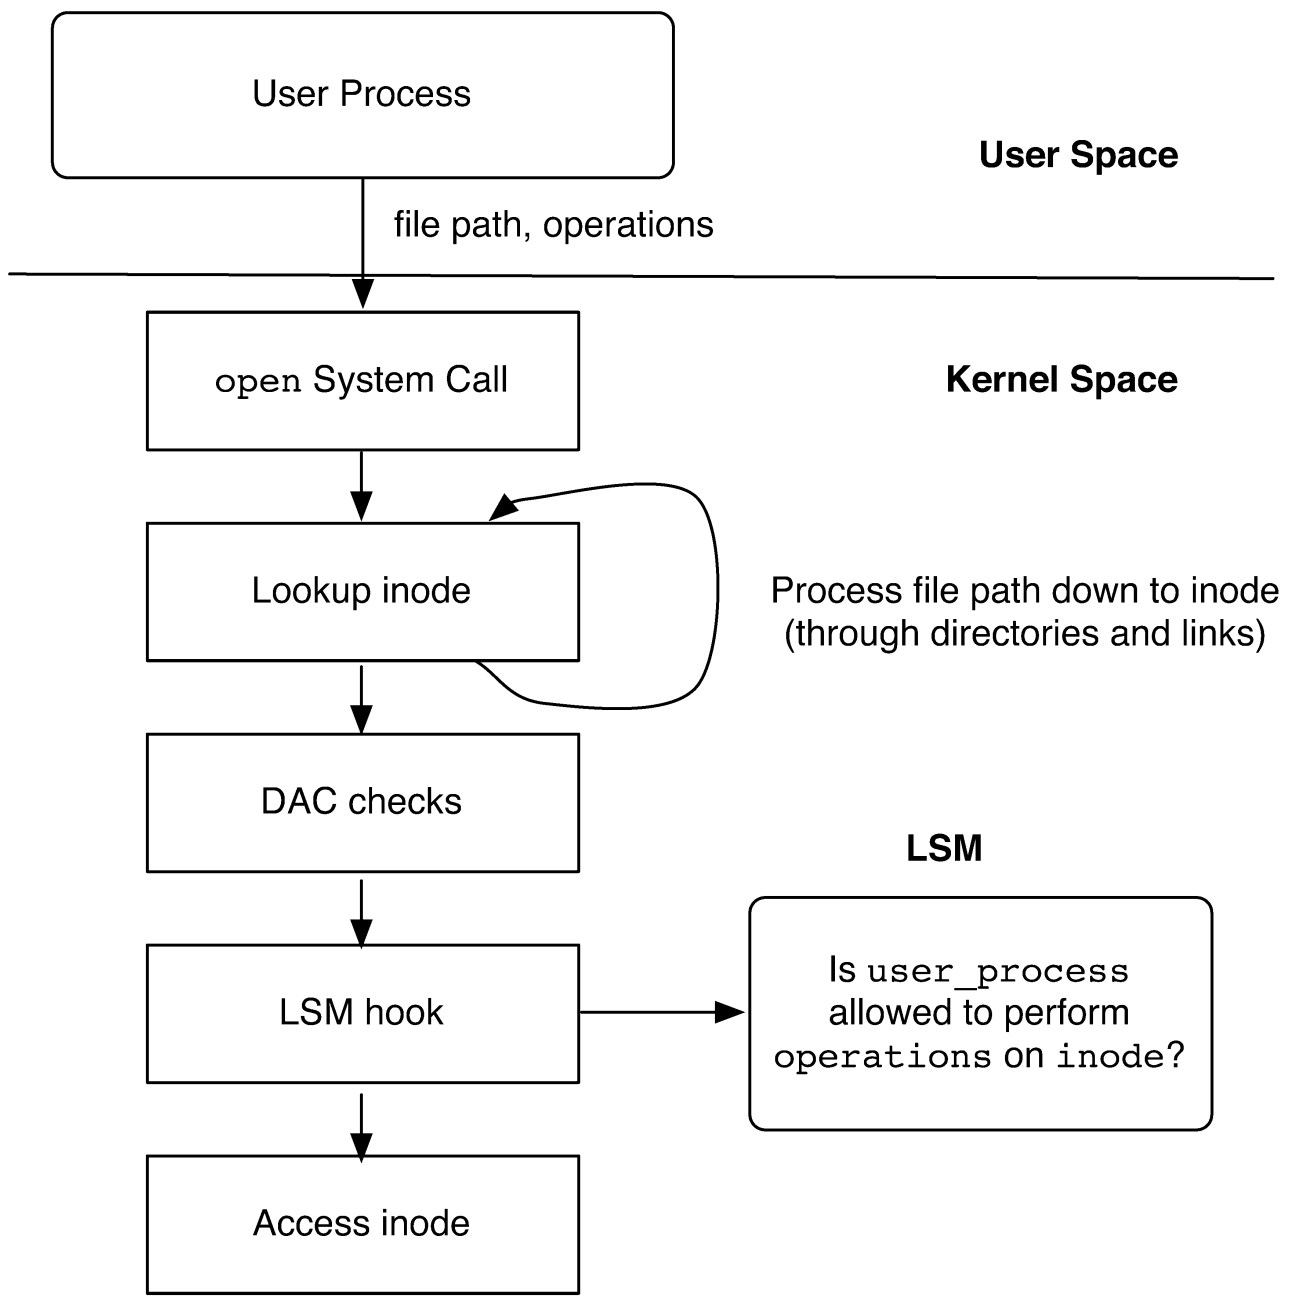 User Process
User Space
file path, operations
open System Call
Kernel Space
Lookup inode
Process file path down to inode
(through directories and links)
DAC checks
LSM
LSM hook
Is user_process
allowed to perform
operations on inode?
Access inode